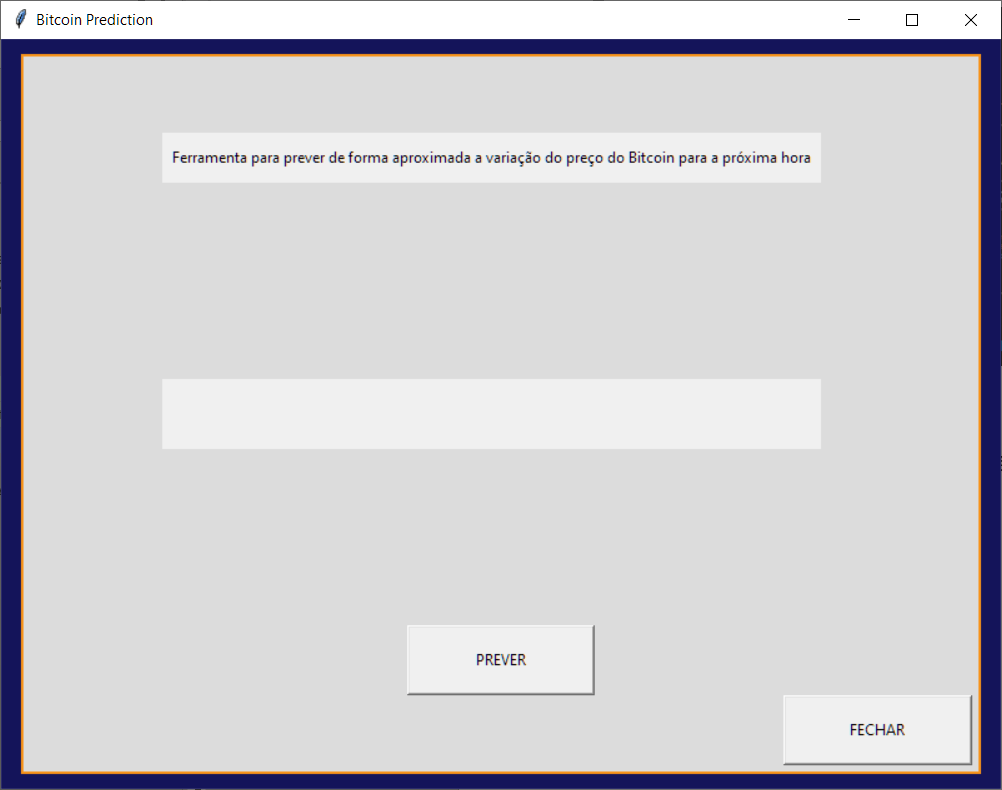 Bitcoin Prediction
Ferramenta para prever de forma aproximada a variação do preço do Bitcoin para a próxima hora
PREVER
FECHAR